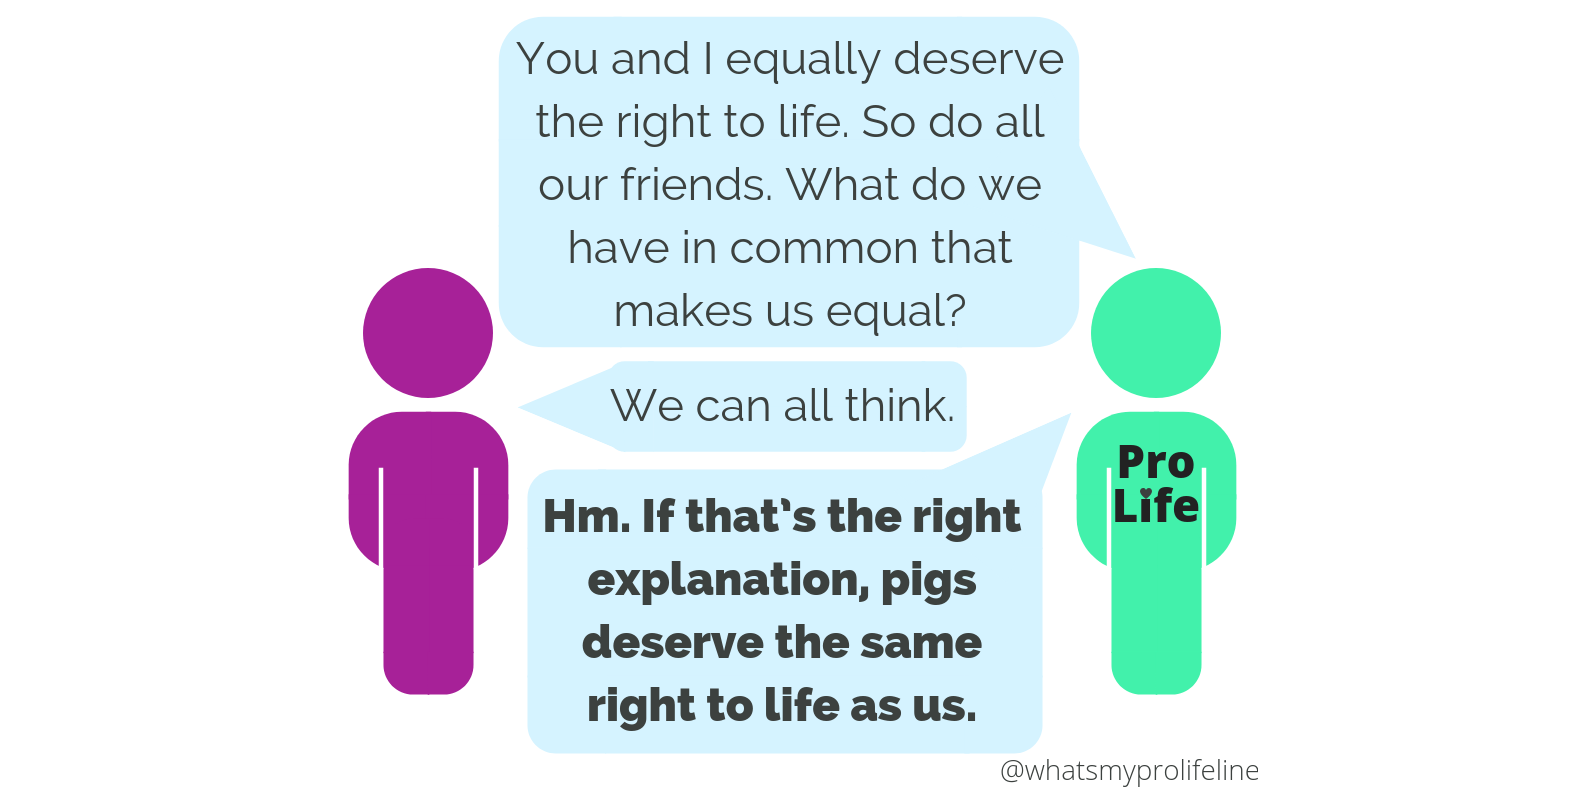 You and I equally deserve
the right to life. So do all
our friends. What do we
have in common that
makes us equal?
We can all think.
Pro
Life
Hm. If that's the right
explanation, pigs
deserve the same
right to life as us.
@whatsmyprolifeline